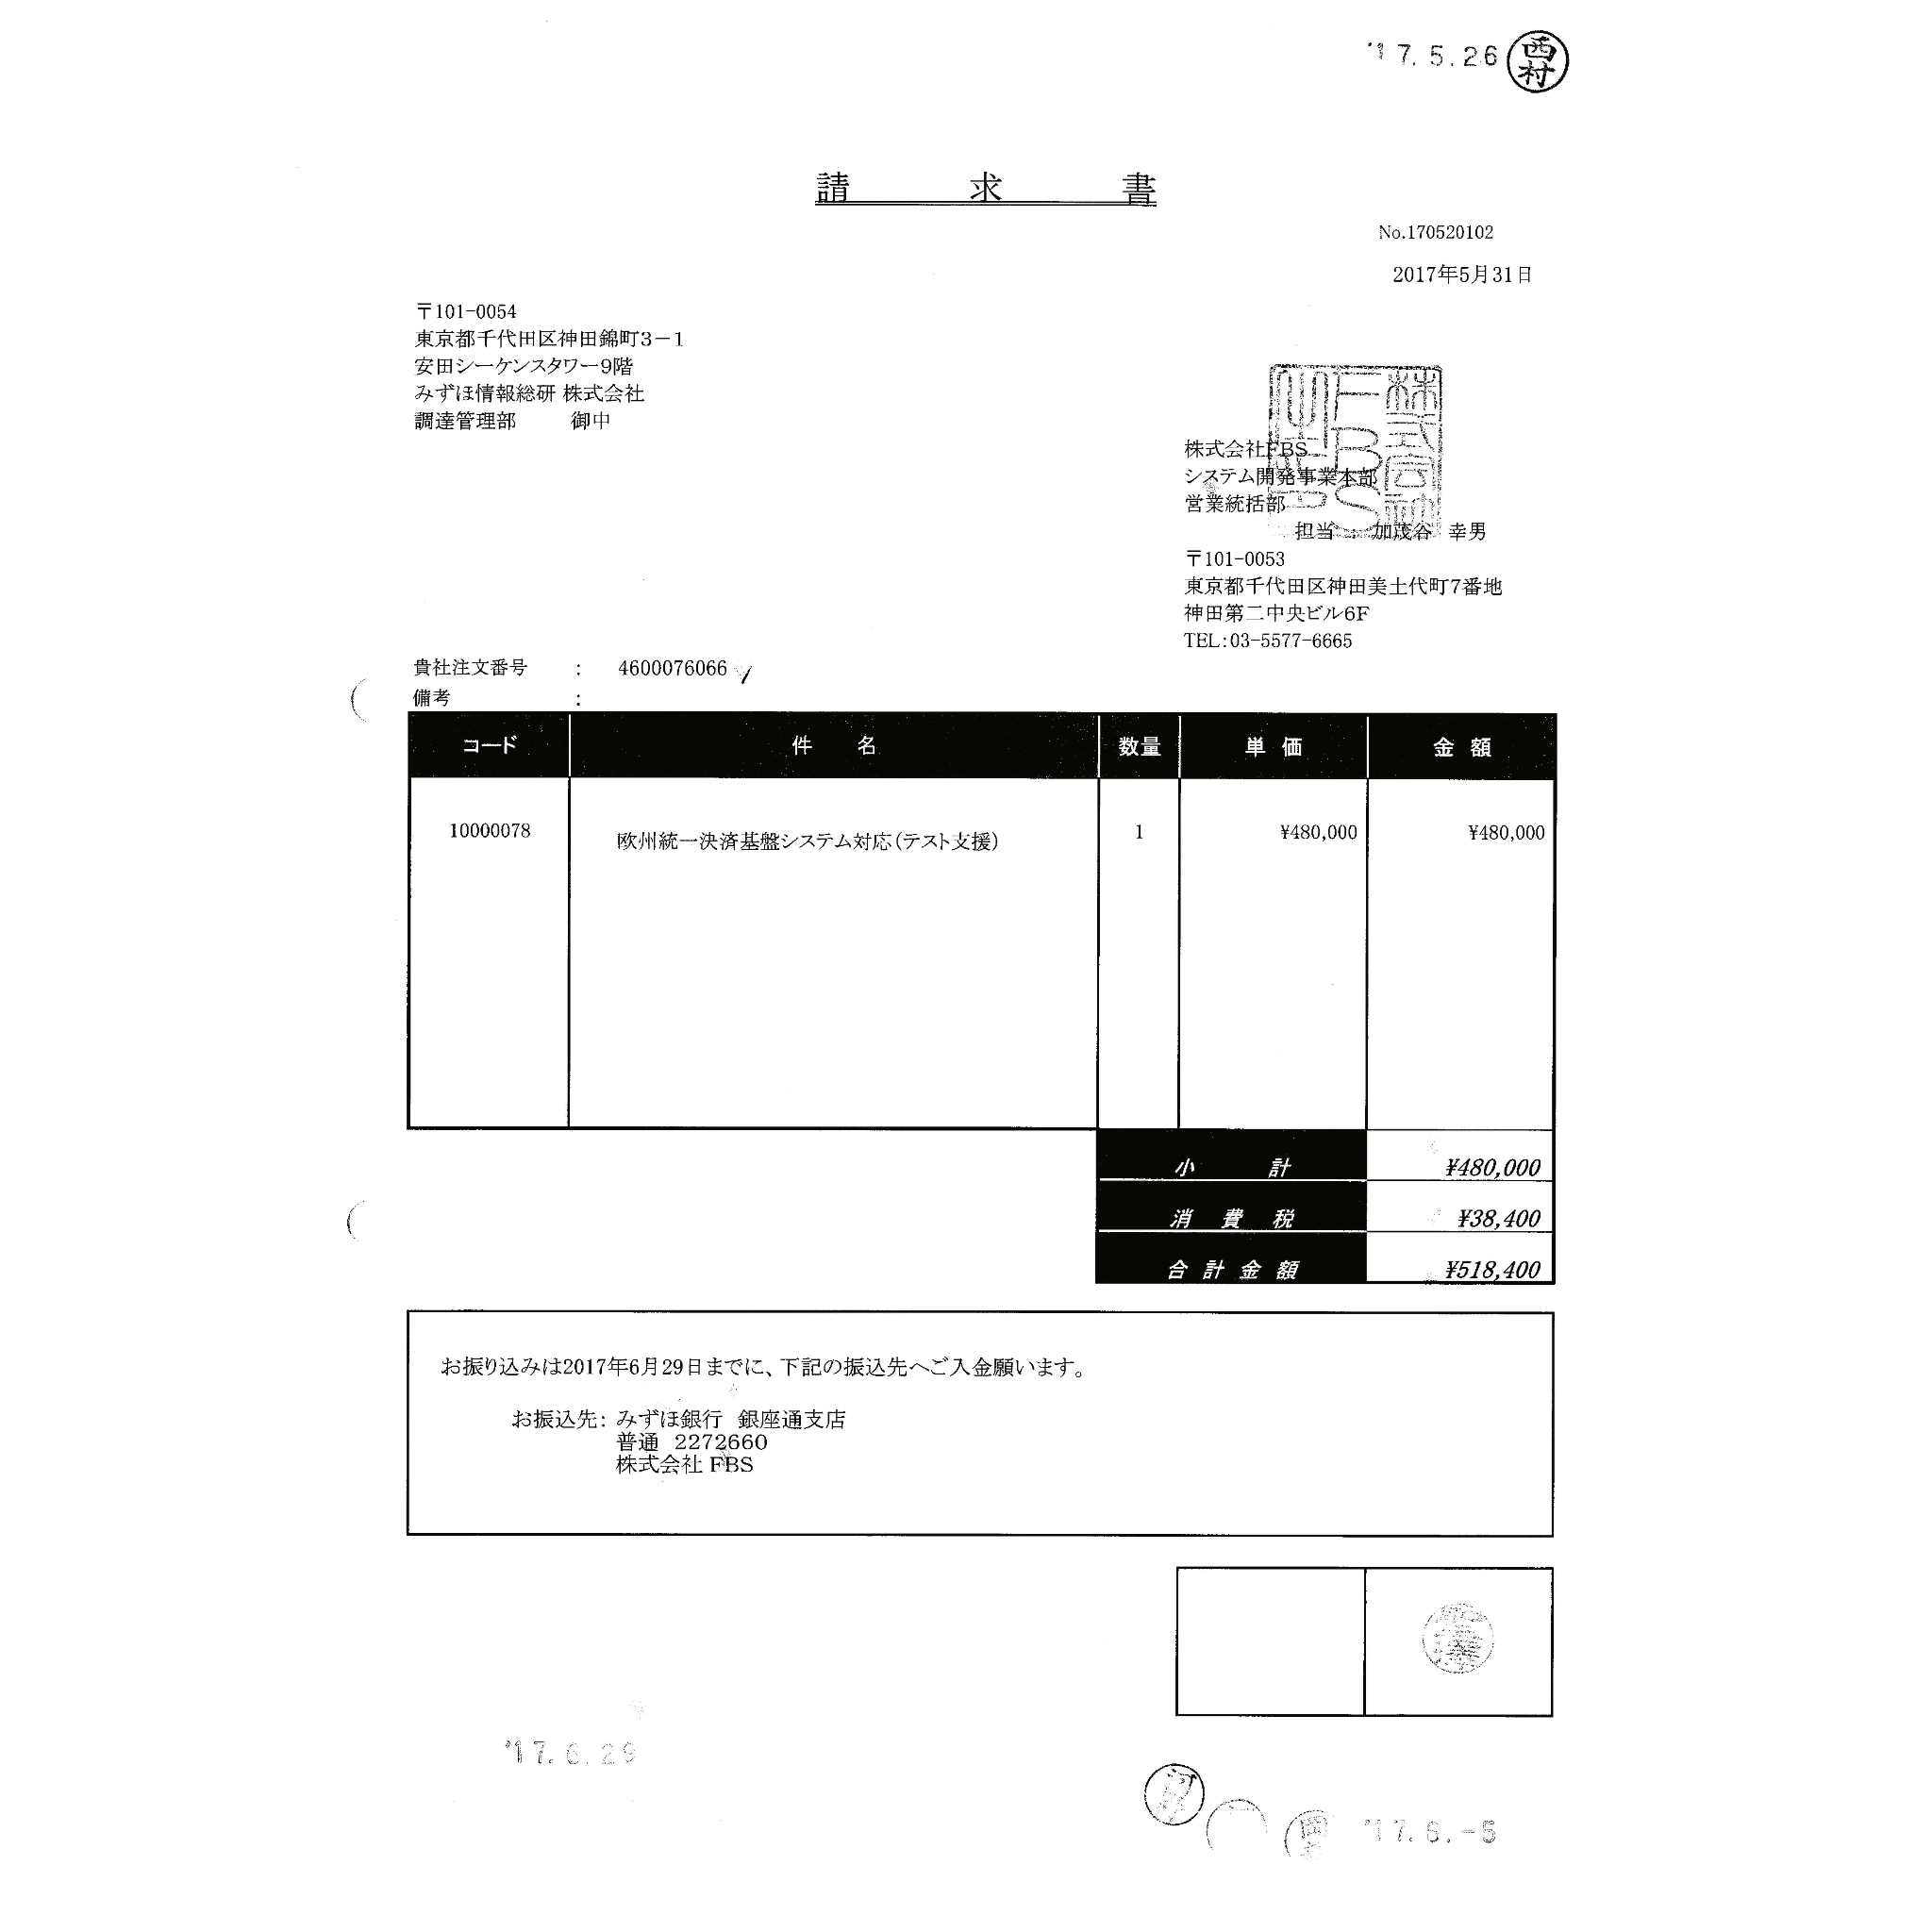 '17.5.26 西村
請求書
No.170520102
2017年5月31日
〒101-0054
東京都千代田区神田錦町3－1
安田シーケンスタワー9階
みずほ情報総研 株式会社
調達管理部 御中
株式会社FBS
システム開発事業本部
営業統括部
担当 : 加茂谷 幸男
〒101-0053
東京都千代田区神田美土代町7番地
神田第二中央ビル6F
TEL:03-5577-6665
貴社注文番号 : 4600076066
備考 :
コード 件名 数量 単価 金額
10000078 欧州統一決済基盤システム対応(テスト支援) 1 ¥480,000 ¥480,000
小計 ¥480,000
消費税 ¥38,400
合計金額 ¥518,400
お振り込みは2017年6月29日までに、下記の振込先へご入金願います。
お振込先: みずほ銀行 銀座通支店
普通 2272660
株式会社 FBS
'17.6.29
'17.6.-5